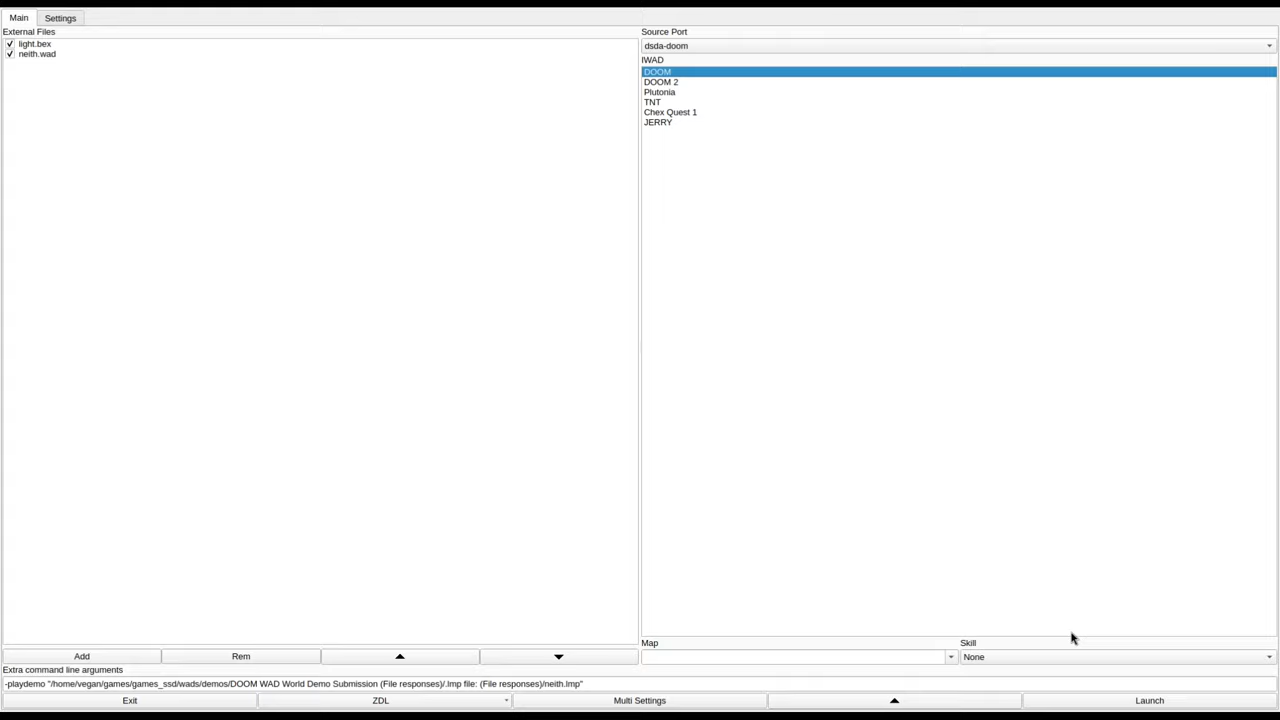 Main Settings
External Files
light.bex
neith.wad
Source Port
dsda-doom
IWAD
DOOM
DOOM 2
Plutonia
TNT
Chex Quest 1
JERRY
Map
Skill
None
Add Rem
Extra command line arguments
-playdemo "/home/vegan/games/games_ssd/wads/demos/DOOM WAD World Demo Submission (File responses)/.lmp file: (File responses)/neith.lmp"
Exit ZDL Multi Settings Launch